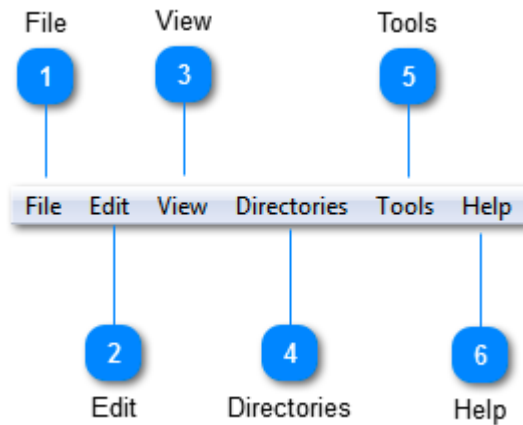 File View Tools
1 3 5
File Edit View Directories Tools Help
2 4 6
Edit Directories Help